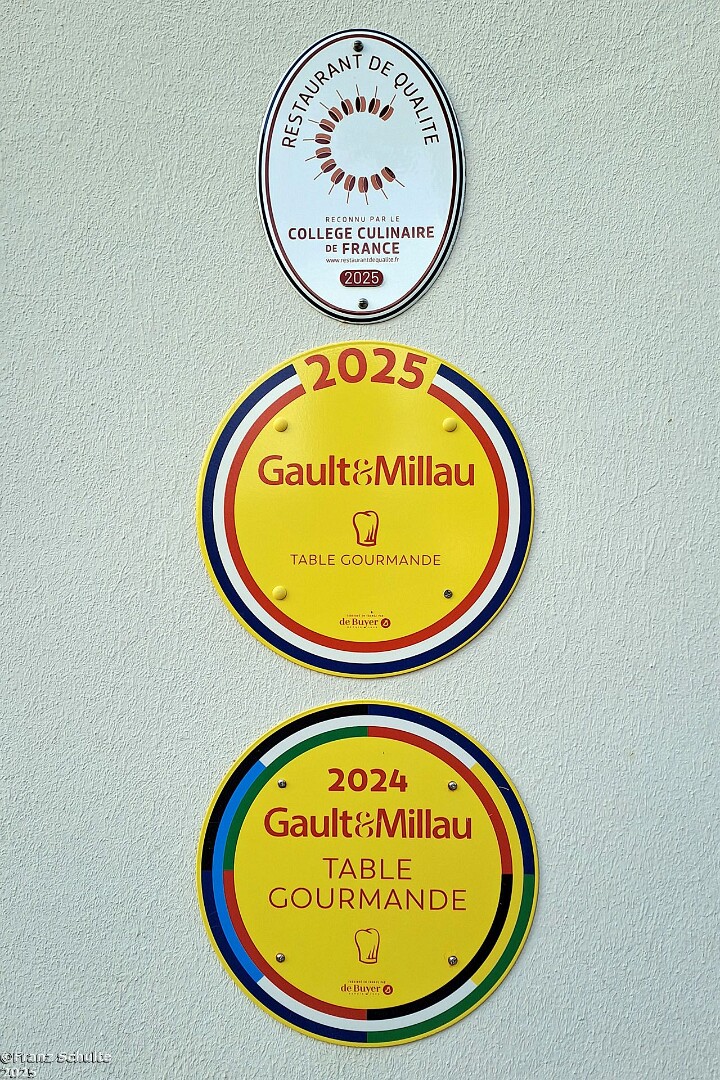 RESTAURANT DE QUALITE
RECONNU PAR LE
COLLEGE CULINAIRE
DE FRANCE
www.restaurantdequalite.fr
2025
2025
Gault&Millau
TABLE GOURMANDE
de Buyer
2024
Gault&Millau
TABLE
GOURMANDE
de Buyer
©Franz Schulte
2025